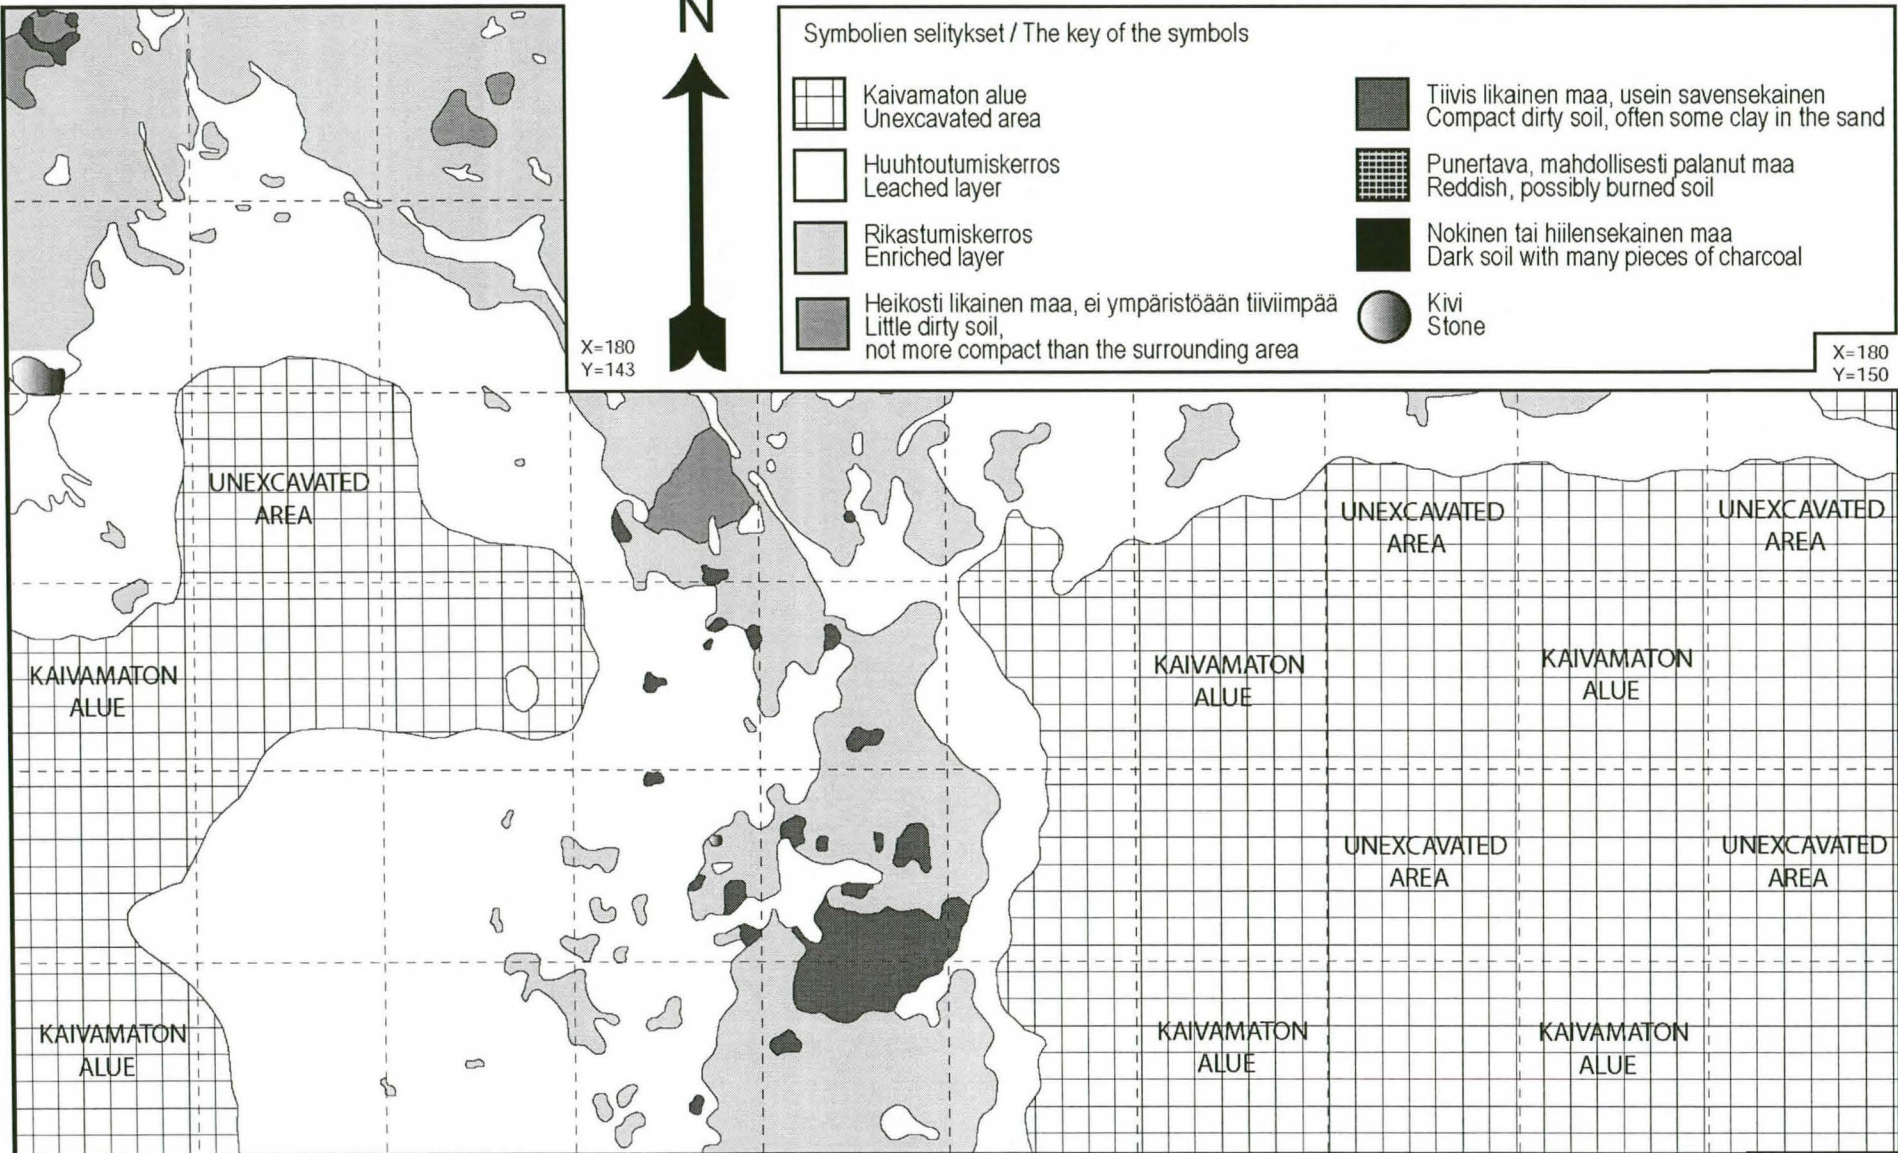 N
Symbolien selitykset / The key of the symbols
Kaivamaton alue
Unexcavated area
Huuhtoutumiskerros
Leached layer
Rikastumiskerros
Enriched layer
Heikosti likainen maa, ei ympäristöään tiiviimpää
Little dirty soil,
not more compact than the surrounding area
Tiivis likainen maa, usein savensekainen
Compact dirty soil, often some clay in the sand
Punertava, mahdollisesti palanut maa
Reddish, possibly burned soil
Nokinen tai hiilensekainen maa
Dark soil with many pieces of charcoal
Kivi
Stone
X=180
Y=143
X=180
Y=150
UNEXCAVATED
AREA
UNEXCAVATED
AREA
UNEXCAVATED
AREA
KAIVAMATON
ALUE
KAIVAMATON
ALUE
KAIVAMATON
ALUE
UNEXCAVATED
AREA
UNEXCAVATED
AREA
KAIVAMATON
ALUE
KAIVAMATON
ALUE
KAIVAMATON
ALUE